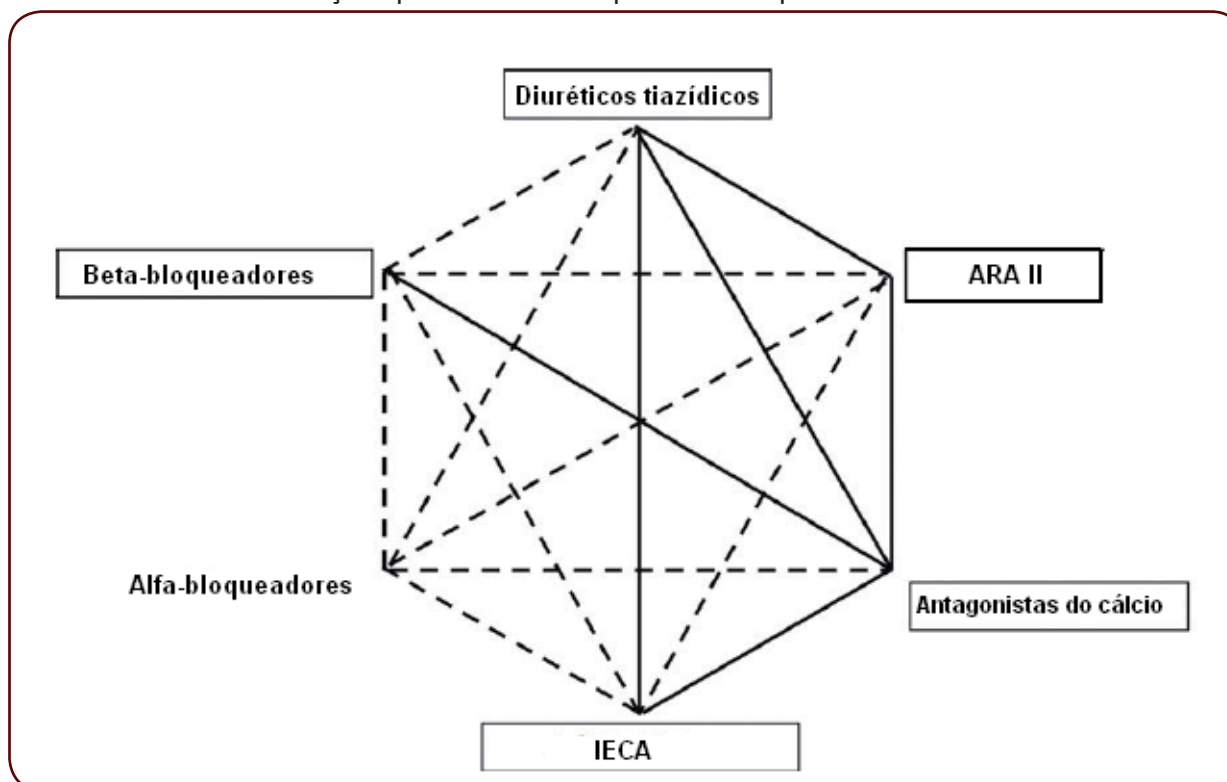 Diuréticos tiazídicos
Beta-bloqueadores
ARA II
Alfa-bloqueadores
Antagonistas do cálcio
IECA